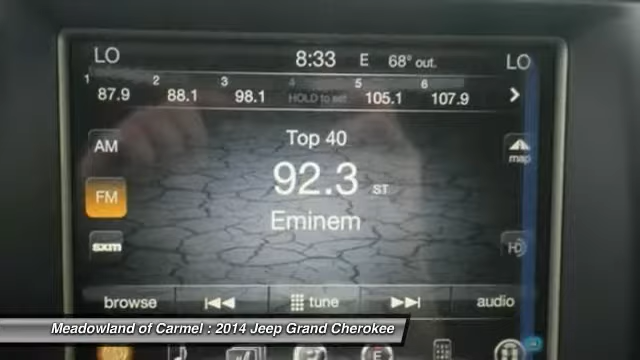 LO 8:33 E 68° out. LO
1 2 3 4 5 6
87.9 88.1 98.1 HOLD to set 105.1 107.9
AM Top 40 map
92.3 ST
FM
Eminem
sxm HD
browse tune audio
Meadowland of Carmel : 2014 Jeep Grand Cherokee
E